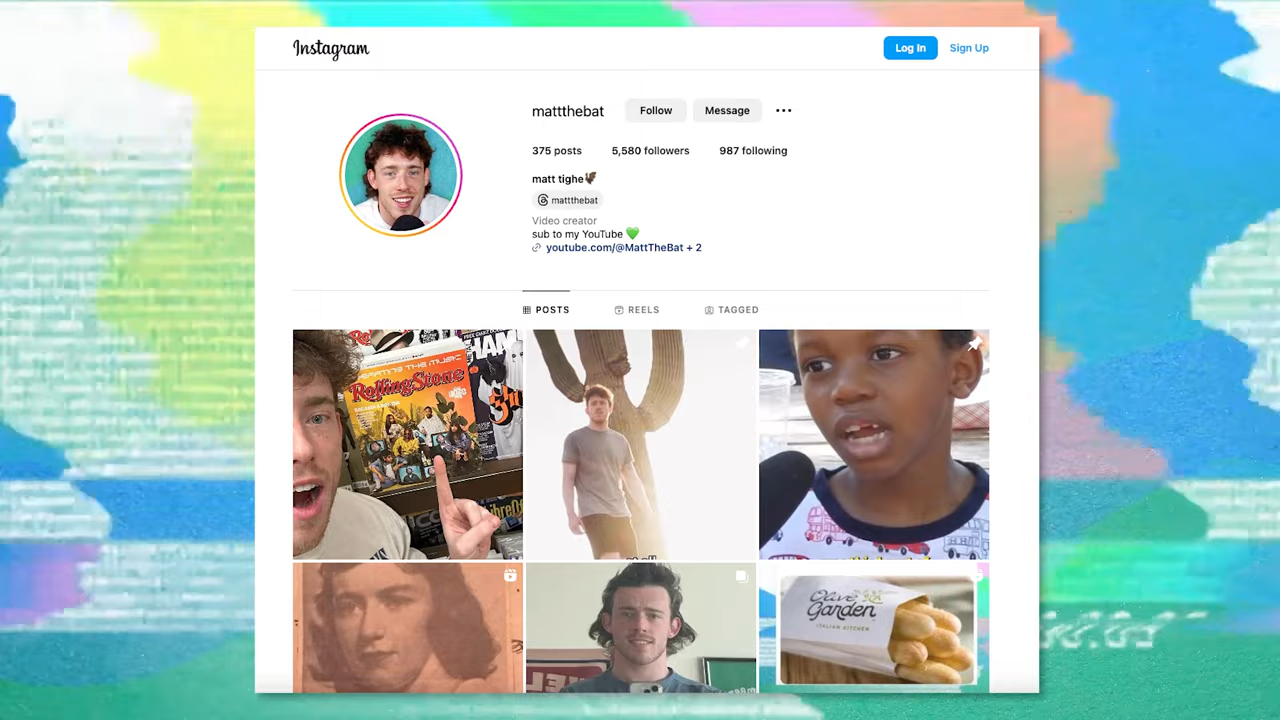 Instagram
Log In
Sign Up
mattthebat
Follow
Message
375 posts
5,580 followers
987 following
matt tighe
mattthebat
Video creator
sub to my YouTube
youtube.com/@MattTheBat + 2
POSTS
REELS
TAGGED
RollingStone
Olive
Garden
ITALIAN KITCHEN